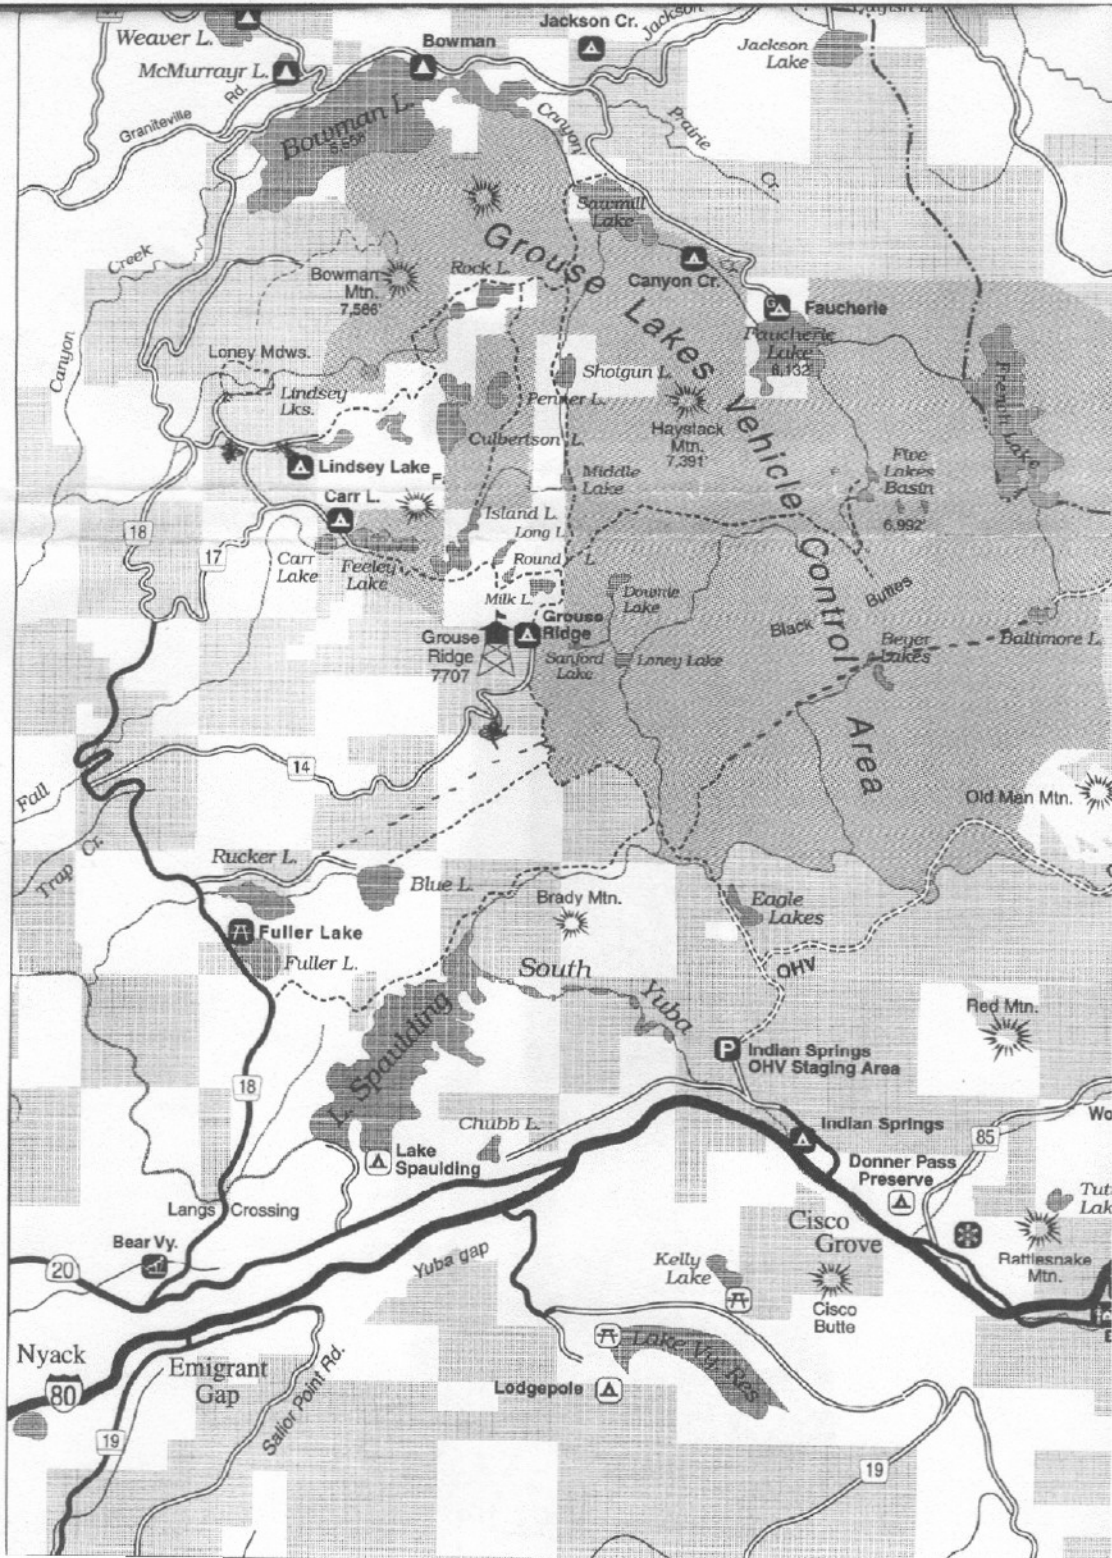 Weaver L.
Bowman
Jackson Cr.
Jackson
Jackson
Lake
McMurrayr L.
Graniteville
Rd.
Bowman L.
Canyon
Prairie
Cr.
Sawmill
Lake
Grouse Lakes Vehicle Control Area
Creek
Canyon
Bowman
Mtn.
7,586'
Rock L.
Cr.
Canyon Cr.
G
Faucherie
Faucherie
Lake
6,132'
French Lake
Loney Mdws.
Lindsey
Lks.
Shotgun L.
Penner L.
Haystack
Mtn.
7,391'
Culbertson L.
Five
Lakes
Basin
6,992'
Lindsey Lake
F.
Middle
Lake
Carr L.
Island L.
Long L.
Round L.
18
17
Carr
Lake
Feeley
Lake
Milk L.
Downie
Lake
Black
Buttes
Grouse
Ridge
Grouse
Ridge
7707
Sanford
Lake
Loney Lake
Beyer
Lakes
Baltimore L.
14
Fall
Trap Cr.
Old Man Mtn.
Rucker L.
Blue L.
Brady Mtn.
Eagle
Lakes
Fuller Lake
Fuller L.
South
Yuba
OHV
L. Spaulding
Red Mtn.
P
Indian Springs
OHV Staging Area
18
Chubb L.
Indian Springs
85
Wo
Lake
Spaulding
Donner Pass
Preserve
Langs Crossing
Bear Vy.
20
Yuba gap
Kelly
Lake
Cisco
Grove
Rattlesnake
Mtn.
Cisco
Butte
Nyack
80
Emigrant
Gap
Sailor Point Rd.
Lake Vy. Res
Lodgepole
19
19